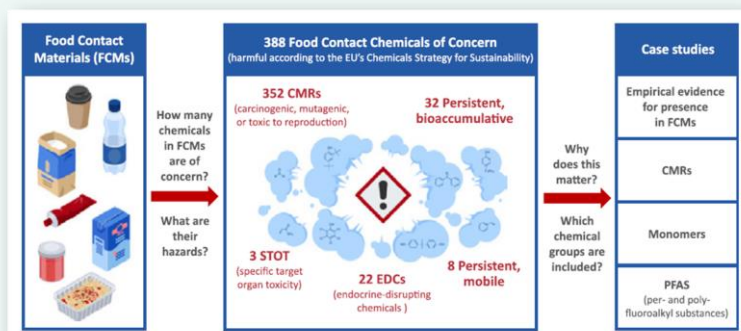 Food Contact
Materials (FCMs)
How many
chemicals
in FCMs
are of
concern?
What are
their
hazards?
388 Food Contact Chemicals of Concern
(harmful according to the EU's Chemicals Strategy for Sustainability)
352 CMRs
(carcinogenic, mutagenic,
or toxic to reproduction)
32 Persistent,
bioaccumulative
3 STOT
(specific target
organ toxicity)
22 EDCs
(endocrine-disrupting
chemicals )
8 Persistent,
mobile
Why
does this
matter?
Which
chemical
groups are
included?
Case studies
Empirical evidence
for presence
in FCMs
CMRs
Monomers
PFAS
(per- and poly-
fluoroalkyl substances)